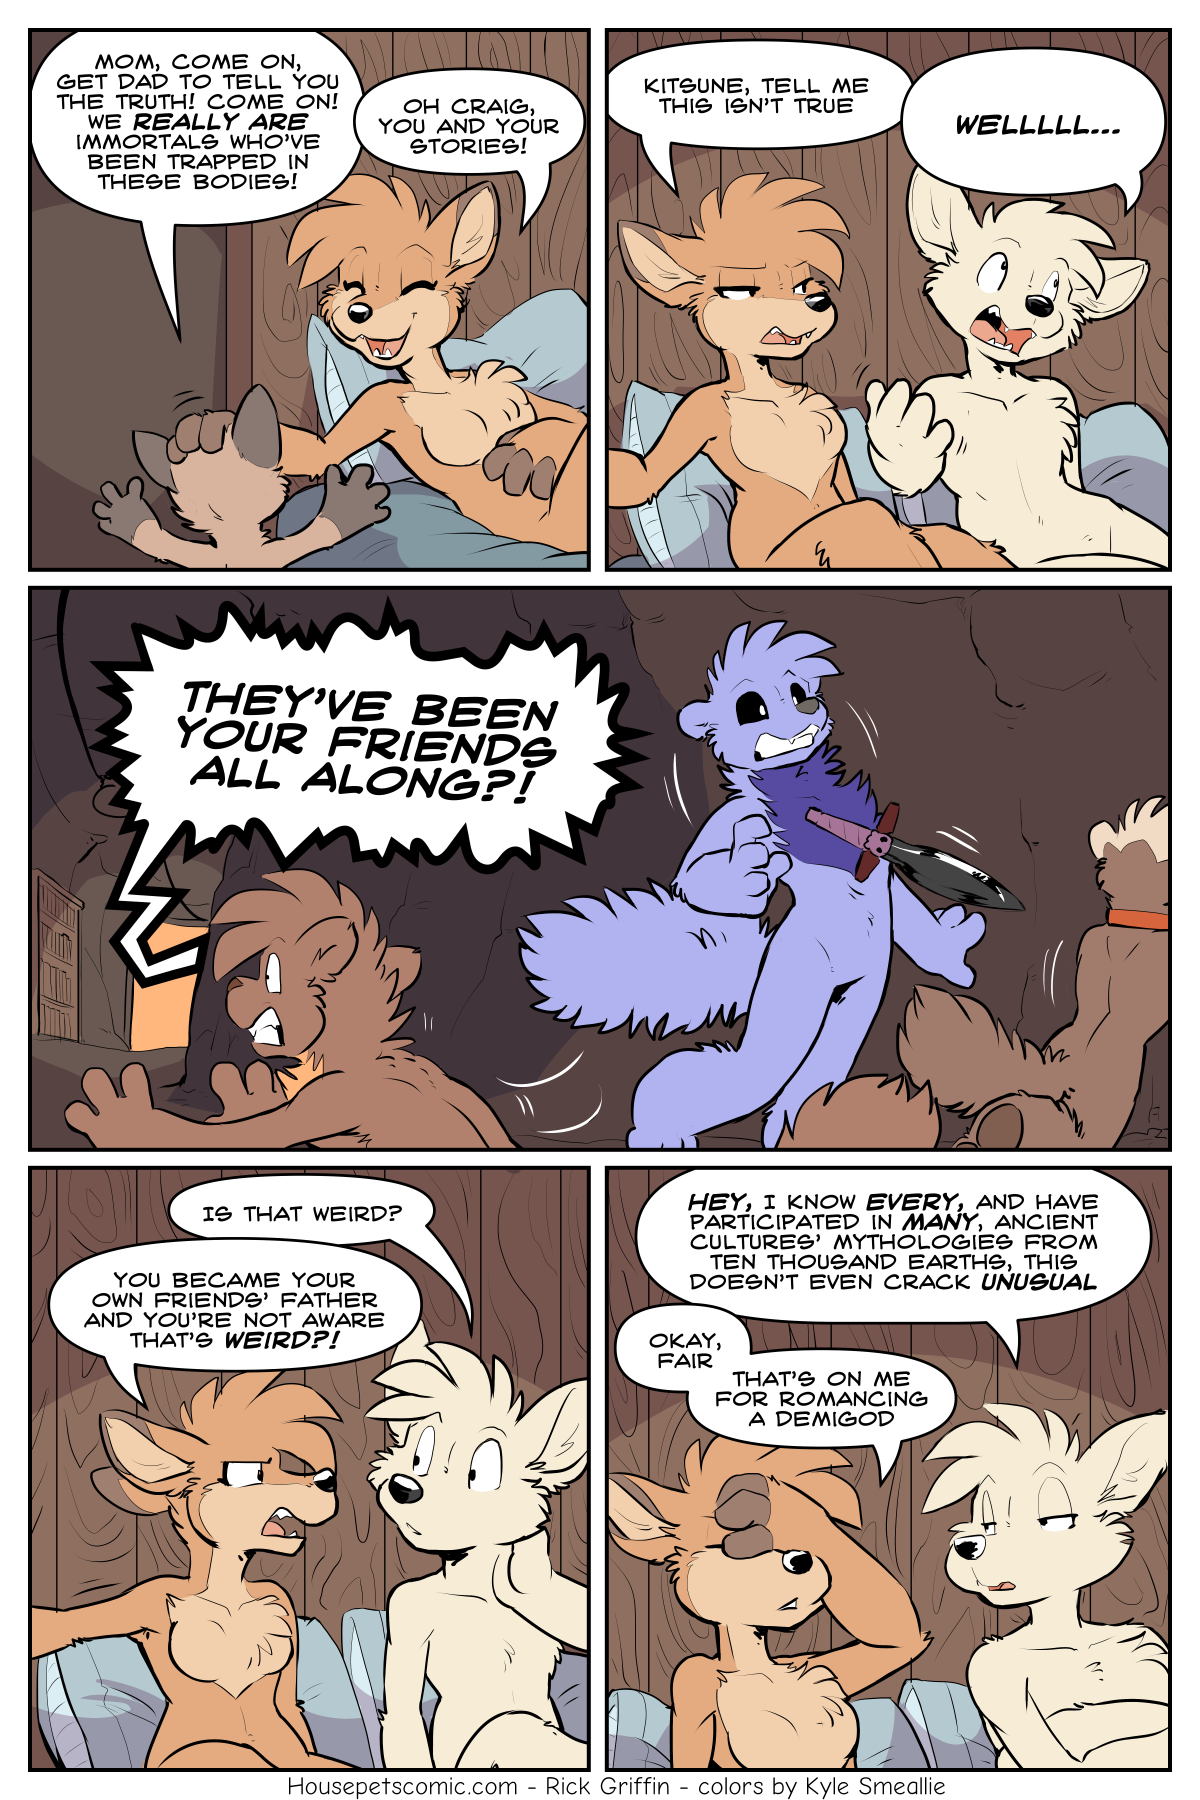 MOM, COME ON,
GET DAD TO TELL YOU
THE TRUTH! COME ON!
WE REALLY ARE
IMMORTALS WHO'VE
BEEN TRAPPED IN
THESE BODIES!
OH CRAIG,
YOU AND YOUR
STORIES!
KITSUNE, TELL ME
THIS ISN'T TRUE
WELLLLL...
THEY'VE BEEN
YOUR FRIENDS
ALL ALONG?!
IS THAT WEIRD?
YOU BECAME YOUR
OWN FRIENDS' FATHER
AND YOU'RE NOT AWARE
THAT'S WEIRD?!
HEY, I KNOW EVERY, AND HAVE
PARTICIPATED IN MANY, ANCIENT
CULTURES' MYTHOLOGIES FROM
TEN THOUSAND EARTHS, THIS
DOESN'T EVEN CRACK UNUSUAL
OKAY,
FAIR
THAT'S ON ME
FOR ROMANCING
A DEMIGOD
Housepetscomic.com - Rick Griffin - colors by Kyle Smeallie